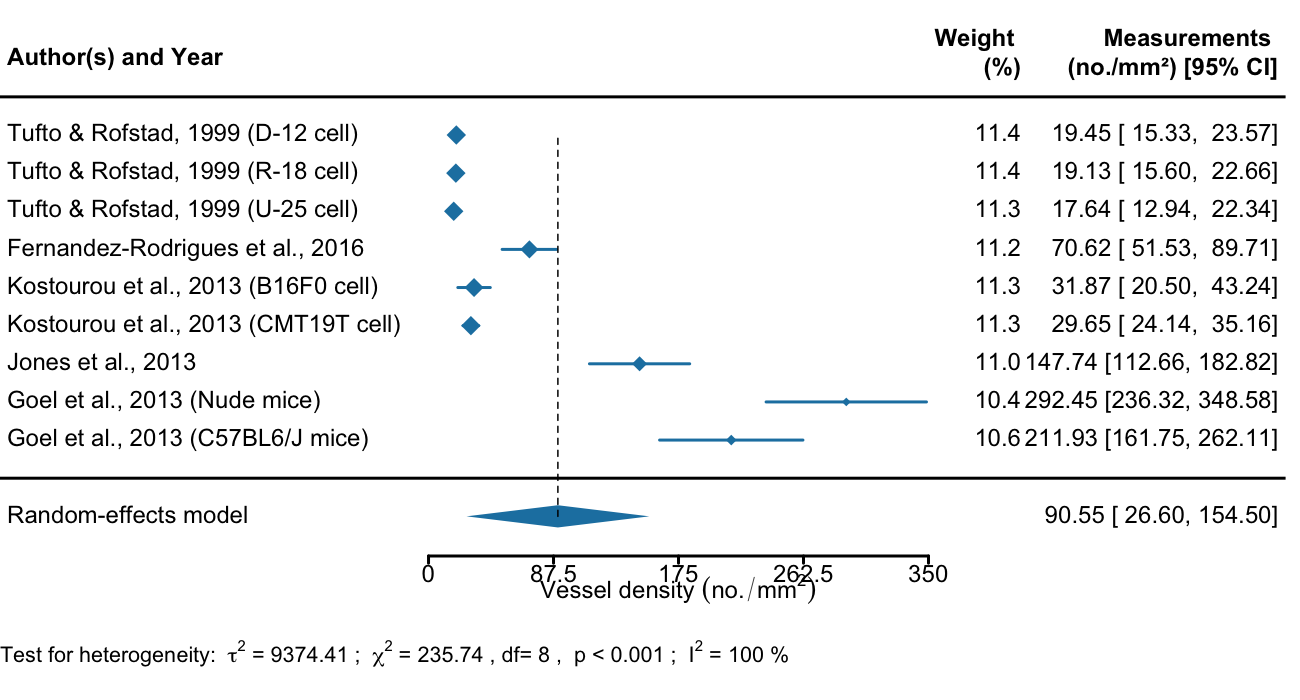 Author(s) and Year Weight (%) Measurements (no./mm²) [95% CI]
Tufto & Rofstad, 1999 (D-12 cell) 11.4 19.45 [ 15.33, 23.57]
Tufto & Rofstad, 1999 (R-18 cell) 11.4 19.13 [ 15.60, 22.66]
Tufto & Rofstad, 1999 (U-25 cell) 11.3 17.64 [ 12.94, 22.34]
Fernandez-Rodrigues et al., 2016 11.2 70.62 [ 51.53, 89.71]
Kostourou et al., 2013 (B16F0 cell) 11.3 31.87 [ 20.50, 43.24]
Kostourou et al., 2013 (CMT19T cell) 11.3 29.65 [ 24.14, 35.16]
Jones et al., 2013 11.0 147.74 [112.66, 182.82]
Goel et al., 2013 (Nude mice) 10.4 292.45 [236.32, 348.58]
Goel et al., 2013 (C57BL6/J mice) 10.6 211.93 [161.75, 262.11]
Random-effects model 90.55 [ 26.60, 154.50]
0 87.5 175 262.5 350
Vessel density (no./mm²)
Test for heterogeneity: τ² = 9374.41 ; χ² = 235.74 , df= 8 , p < 0.001 ; I² = 100 %